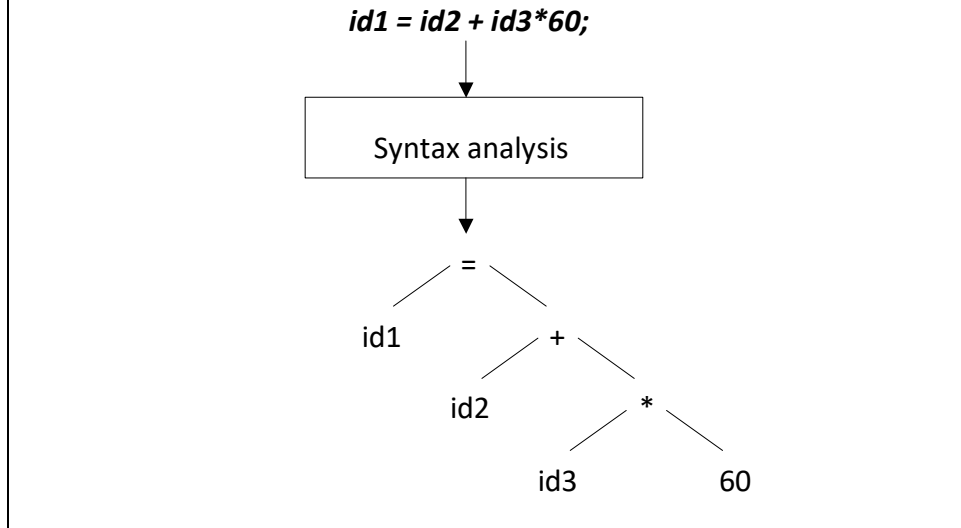 id1 = id2 + id3*60;
Syntax analysis
=
id1
+
id2
*
id3 60